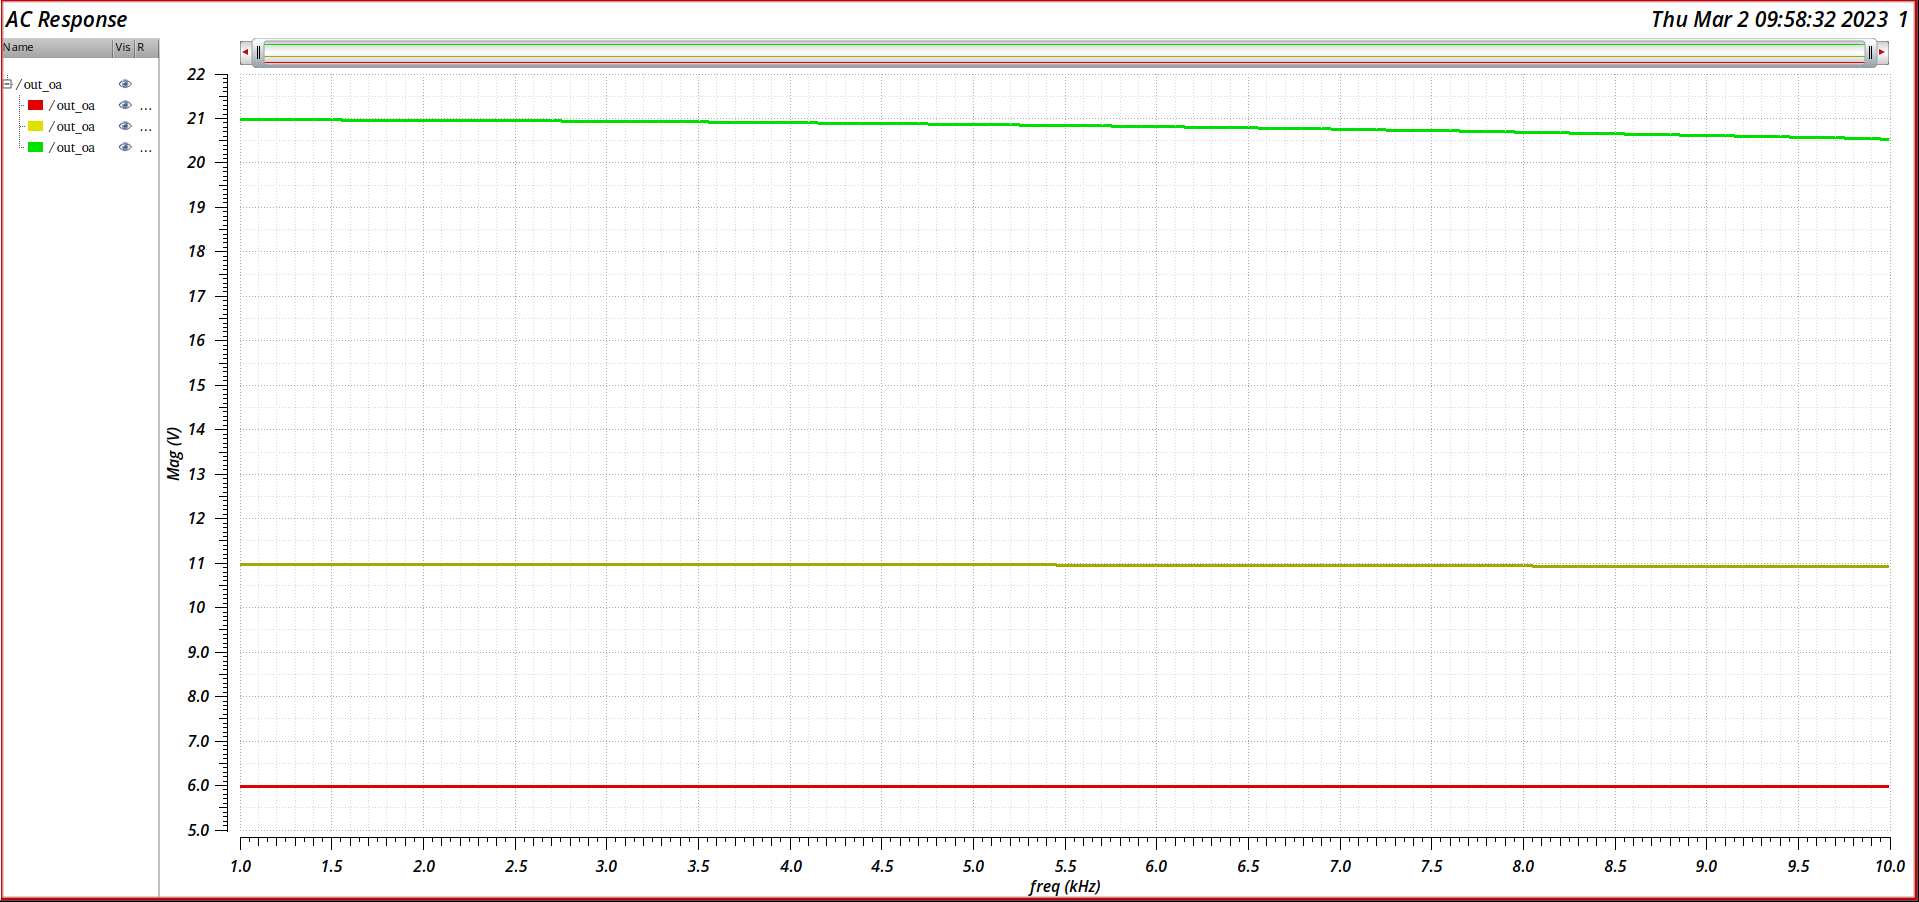 AC Response
Thu Mar 2 09:58:32 2023 1
Name Vis R
/out_oa
/out_oa ...
/out_oa ...
/out_oa ...
22
21
20
19
18
17
16
15
14
13
12
11
10
9.0
8.0
7.0
6.0
5.0
Mag (V)
1.0 1.5 2.0 2.5 3.0 3.5 4.0 4.5 5.0 5.5 6.0 6.5 7.0 7.5 8.0 8.5 9.0 9.5 10.0
freq (kHz)